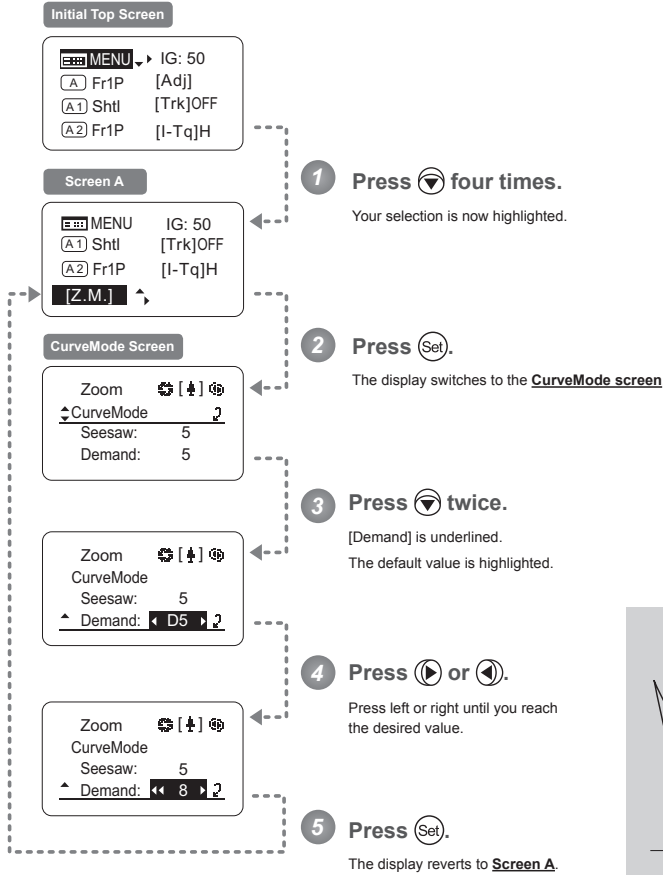 Initial Top Screen
MENU IG: 50
A Fr1P [Adj]
A1 Shtl [Trk]OFF
A2 Fr1P [I-Tq]H
1 Press four times.
Your selection is now highlighted.
Screen A
MENU IG: 50
A1 Shtl [Trk]OFF
A2 Fr1P [I-Tq]H
[Z.M.]
2 Press Set.
The display switches to the CurveMode screen
CurveMode Screen
Zoom
CurveMode
Seesaw: 5
Demand: 5
3 Press twice.
[Demand] is underlined.
The default value is highlighted.
Zoom
CurveMode
Seesaw: 5
Demand: D5
4 Press or .
Press left or right until you reach
the desired value.
Zoom
CurveMode
Seesaw: 5
Demand: 8
5 Press Set.
The display reverts to Screen A.